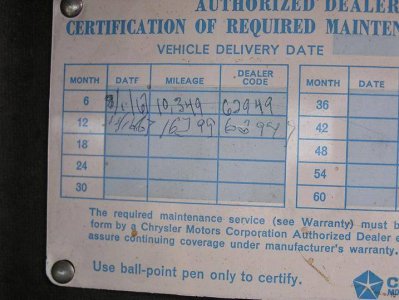 AUTHORIZED DEALER
CERTIFICATION OF REQUIRED MAINTEN
VEHICLE DELIVERY DATE
MONTH DATE MILEAGE DEALER CODE MONTH
6 10,349 62949 36
12 42
18 48
24 54
30 60
The required maintenance service (see Warranty) must b
form by a Chrysler Motors Corporation Authorized Dealer
assure continuing coverage under manufacturer's warranty.
Use ball-point pen only to certify.